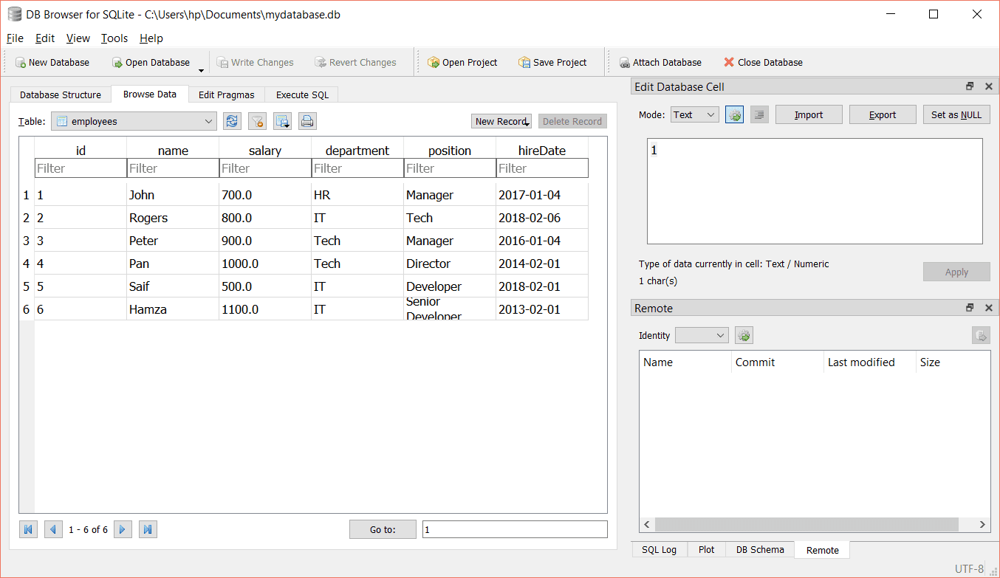 DB Browser for SQLite - C:\Users\hp\Documents\mydatabase.db
File Edit View Tools Help
New Database Open Database Write Changes Revert Changes Open Project Save Project Attach Database Close Database
Database Structure Browse Data Edit Pragmas Execute SQL
Table: employees New Record Delete Record
id name salary department position hireDate
Filter Filter Filter Filter Filter Filter
1 1 John 700.0 HR Manager 2017-01-04
2 2 Rogers 800.0 IT Tech 2018-02-06
3 3 Peter 900.0 Tech Manager 2016-01-04
4 4 Pan 1000.0 Tech Director 2014-02-01
5 5 Saif 500.0 IT Developer 2018-02-01
6 6 Hamza 1100.0 IT Senior Developer 2013-02-01
1 - 6 of 6 Go to: 1
Edit Database Cell
Mode: Text Import Export Set as NULL
1
Type of data currently in cell: Text / Numeric
1 char(s)
Apply
Remote
Identity
Name Commit Last modified Size
SQL Log Plot DB Schema Remote
UTF-8